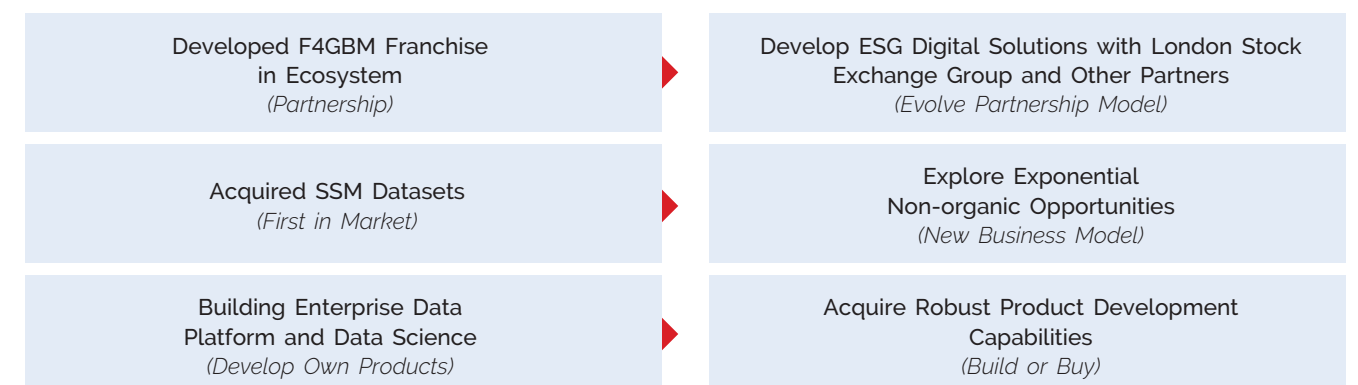 Developed F4GBM Franchise
in Ecosystem
(Partnership)
Develop ESG Digital Solutions with London Stock
Exchange Group and Other Partners
(Evolve Partnership Model)
Acquired SSM Datasets
(First in Market)
Explore Exponential
Non-organic Opportunities
(New Business Model)
Building Enterprise Data
Platform and Data Science
(Develop Own Products)
Acquire Robust Product Development
Capabilities
(Build or Buy)